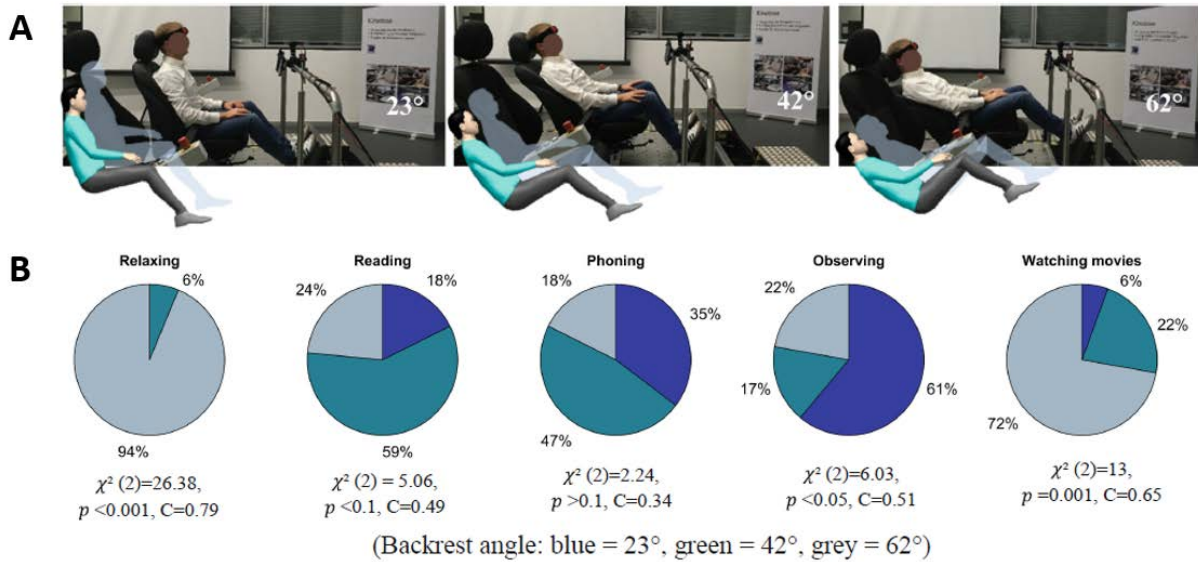 A
Kinetose
23°
Kinetose
42°
Kinetose
62°
B
Relaxing
6%
94%
χ² (2)=26.38,
p <0.001, C=0.79
Reading
24%
18%
59%
χ² (2) = 5.06,
p <0.1, C=0.49
Phoning
18%
35%
47%
χ² (2)=2.24,
p >0.1, C=0.34
Observing
22%
17%
61%
χ² (2)=6.03,
p <0.05, C=0.51
Watching movies
6%
22%
72%
χ² (2)=13,
p =0.001, C=0.65
(Backrest angle: blue = 23°, green = 42°, grey = 62°)